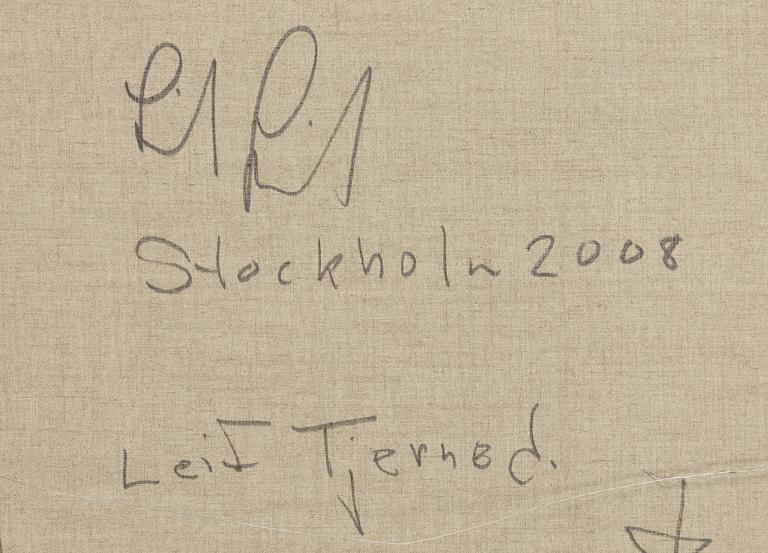 Stockholm 2008
Leif Tjerned.